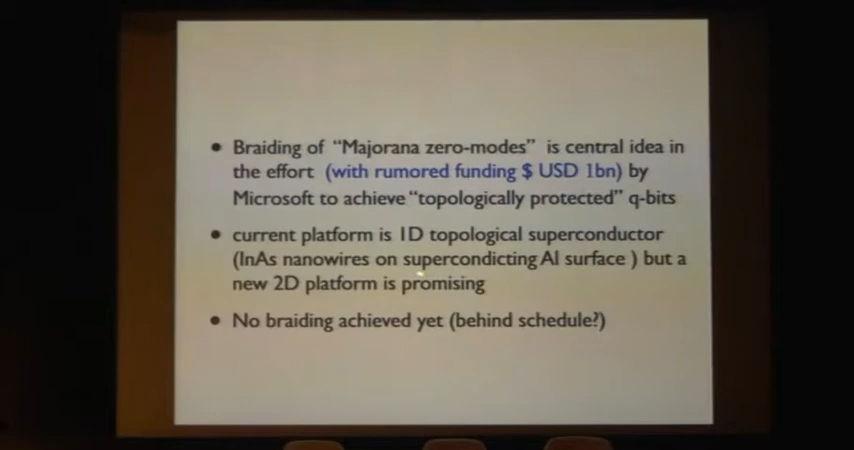 • Braiding of “Majorana zero-modes” is central idea in
the effort (with rumored funding $ USD 1bn) by
Microsoft to achieve “topologically protected” q-bits
• current platform is 1D topological superconductor
(InAs nanowires on supercondicting Al surface ) but a
new 2D platform is promising
• No braiding achieved yet (behind schedule?)